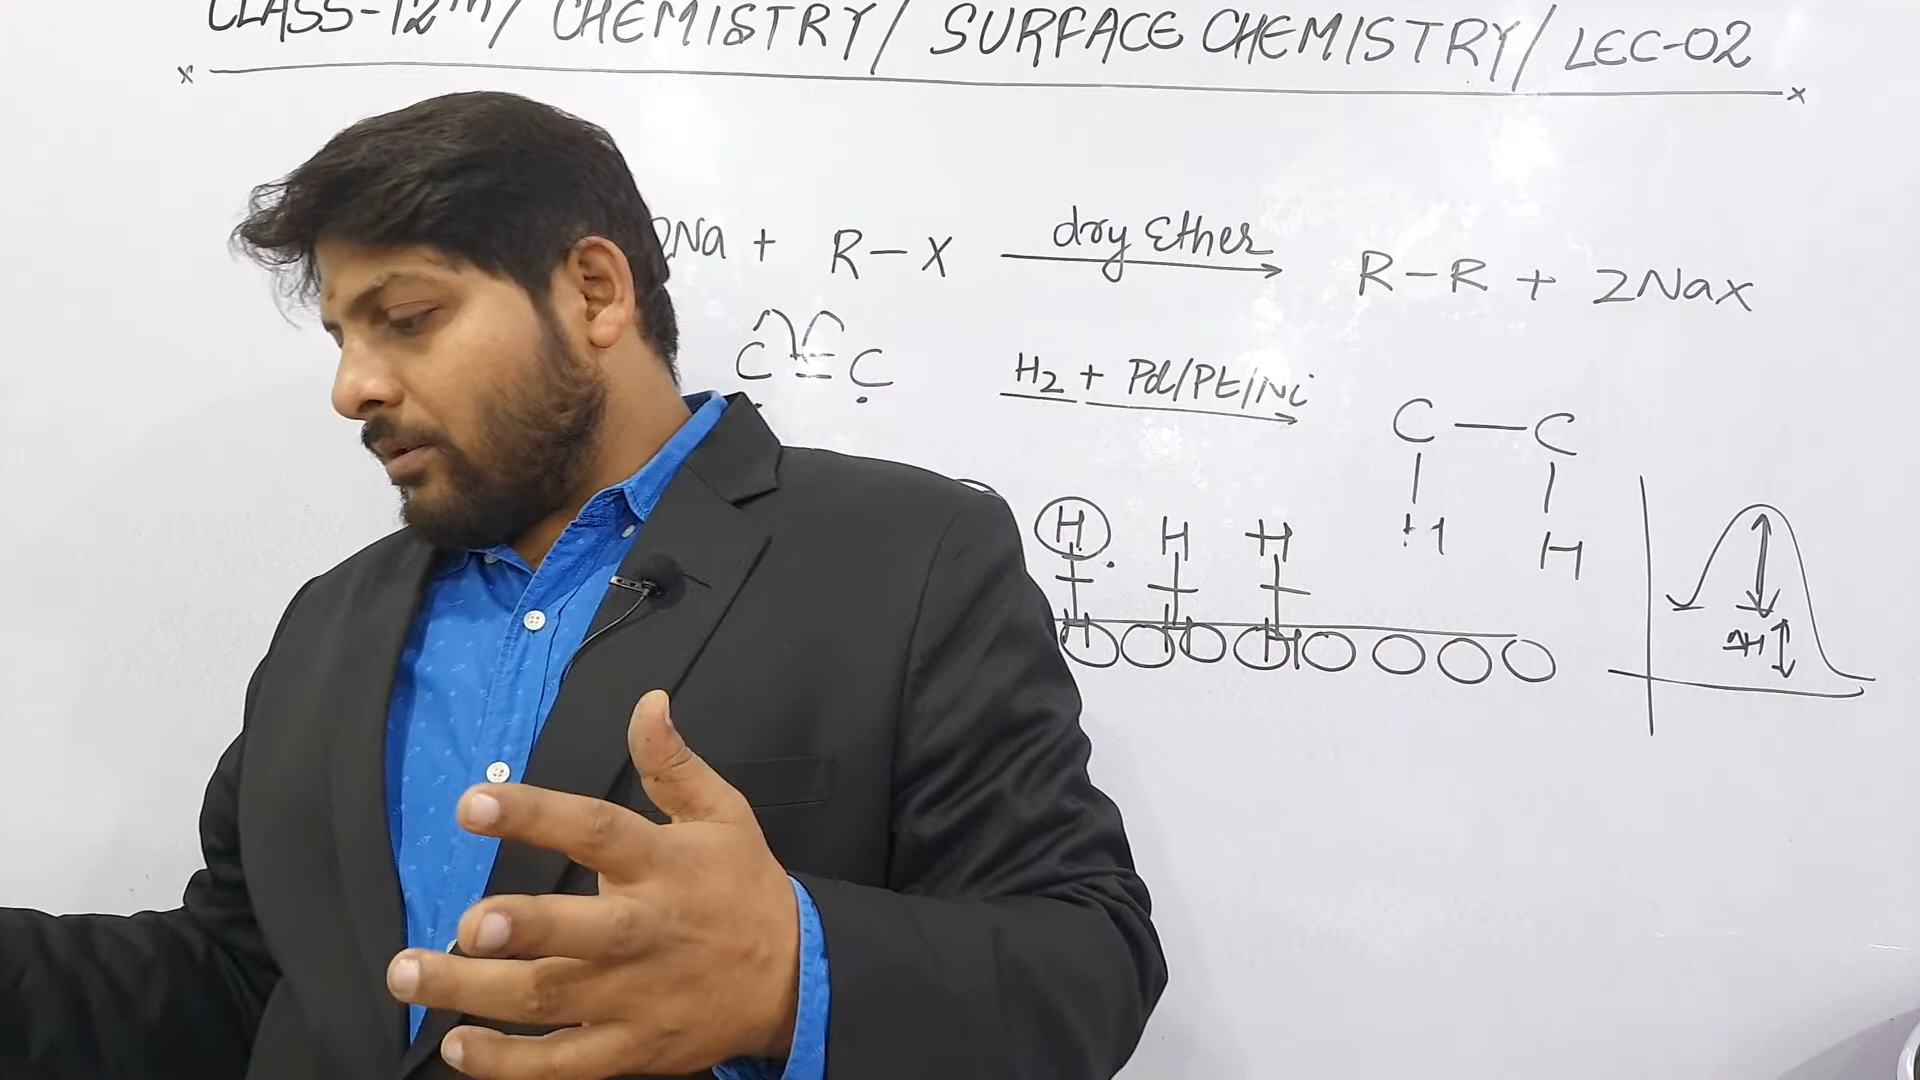 CLASS-12th / CHEMISTRY / SURFACE CHEMISTRY / LEC-02
x x
2Na + R-X dry Ether R-R + 2NaX
C = C H2 + Pd/Pt/Ni C — C
H H
H H H
H H H
ΔH